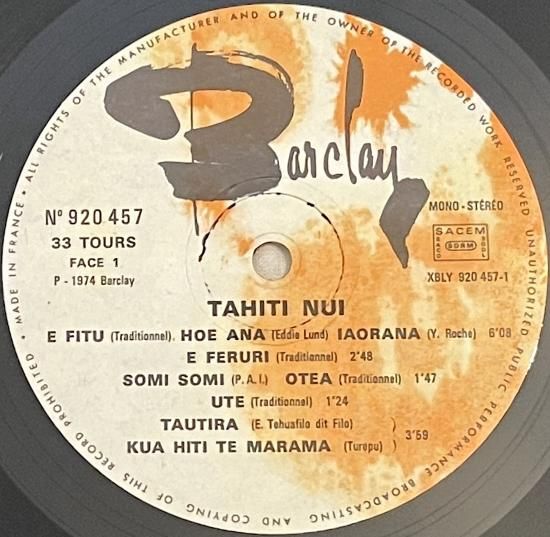 MADE IN FRANCE • ALL RIGHTS OF THE MANUFACTURER AND OF THE OWNER OF THE RECORDED WORK RESERVED UNAUTHORIZED PUBLIC PERFORMANCE BROADCASTING AND COPYING OF THIS RECORD PROHIBITED •
Barclay
Nº 920 457
33 TOURS
FACE 1
P - 1974 Barclay
MONO - STÉRÉO
SACEM
SACD
SDRM
SGDL
XBLY 920 457-1
TAHITI NUI
E FITU (Traditionnel). HOE ANA (Eddie Lund) IAORANA (Y. Roche) 6'08
E FERURI (Traditionnel) 2'48
SOMI SOMI (P.A.I.) OTEA (Traditionnel) 1'47
UTE (Traditionnel) 1'24
TAUTIRA (E. Tehuafilo dit Filo)
KUA HITI TE MARAMA (Turepu) } 3'59